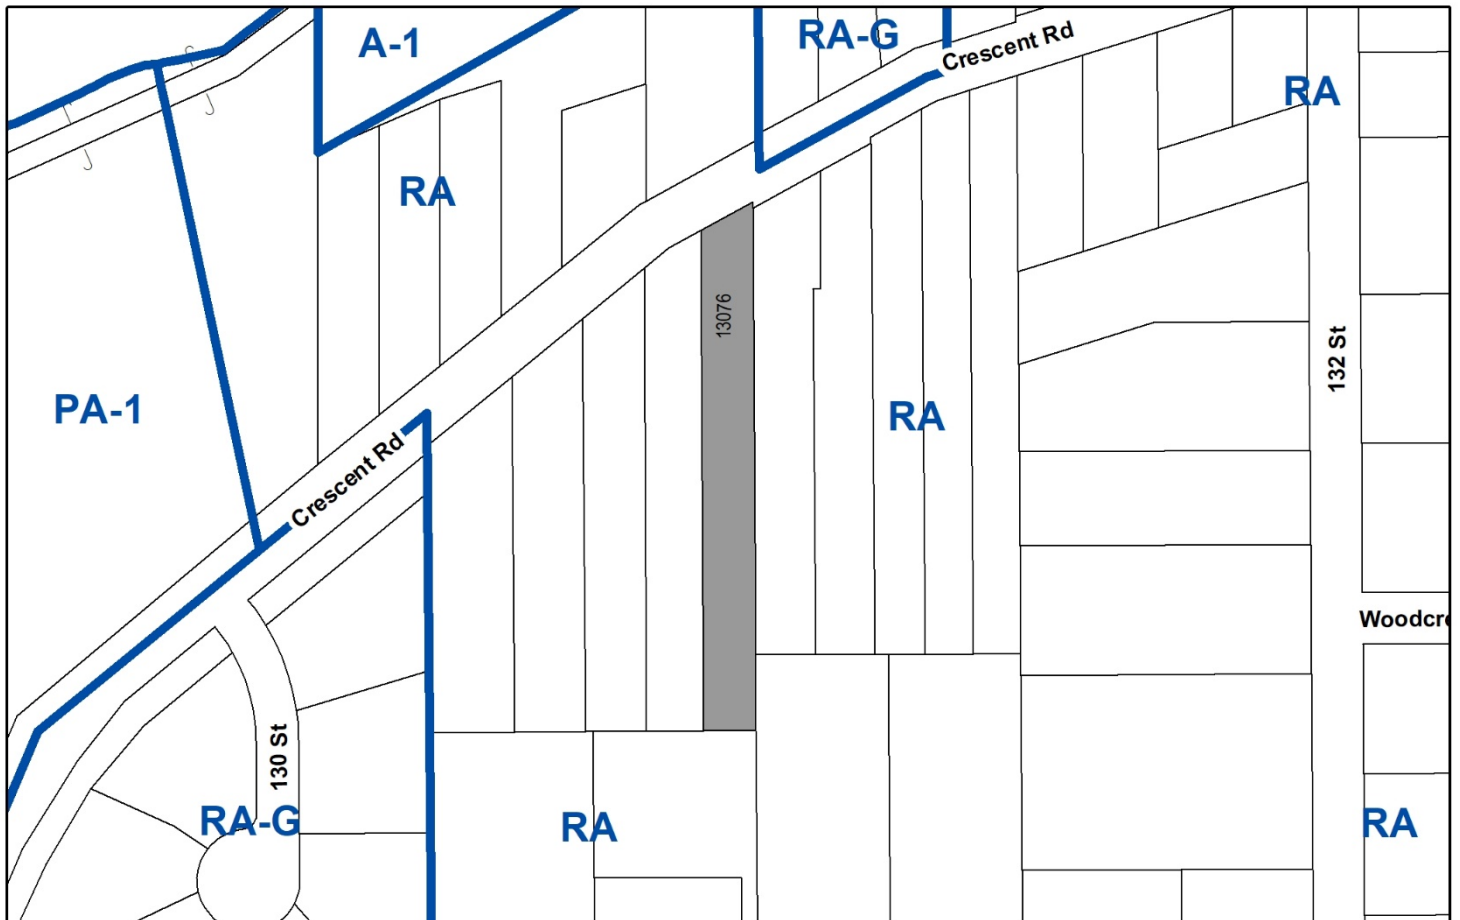 A-1
RA-G
Crescent Rd
RA
RA
13076
132 St
PA-1
RA
Crescent Rd
Woodcre
130 St
RA-G
RA
RA